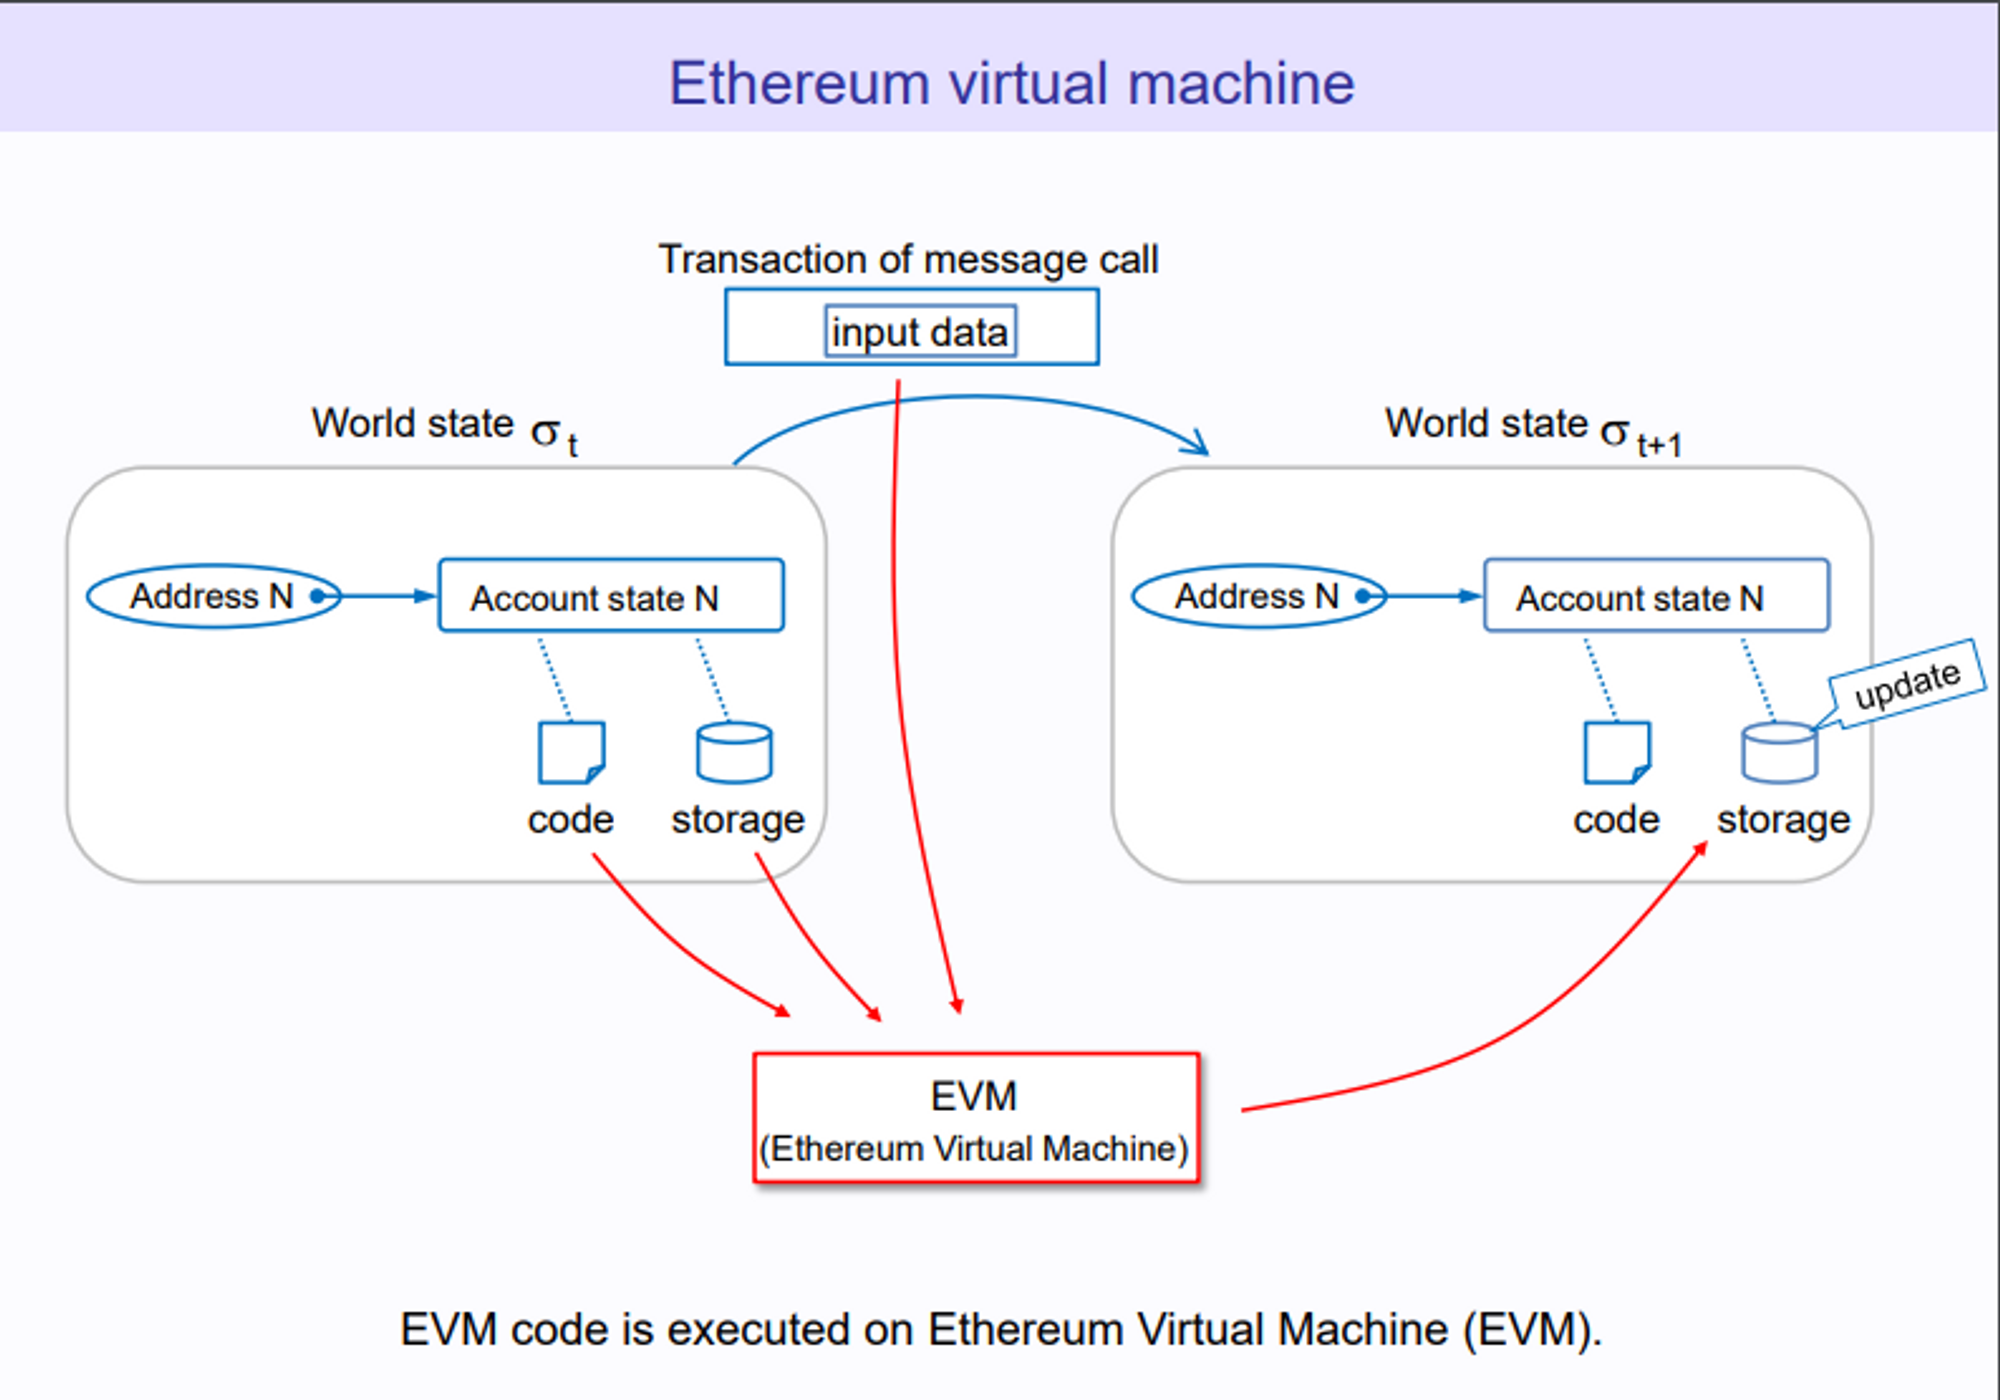 Ethereum virtual machine
Transaction of message call
input data
World state σ t
World state σ t+1
Address N
Account state N
Address N
Account state N
update
code
storage
code
storage
EVM
(Ethereum Virtual Machine)
EVM code is executed on Ethereum Virtual Machine (EVM).